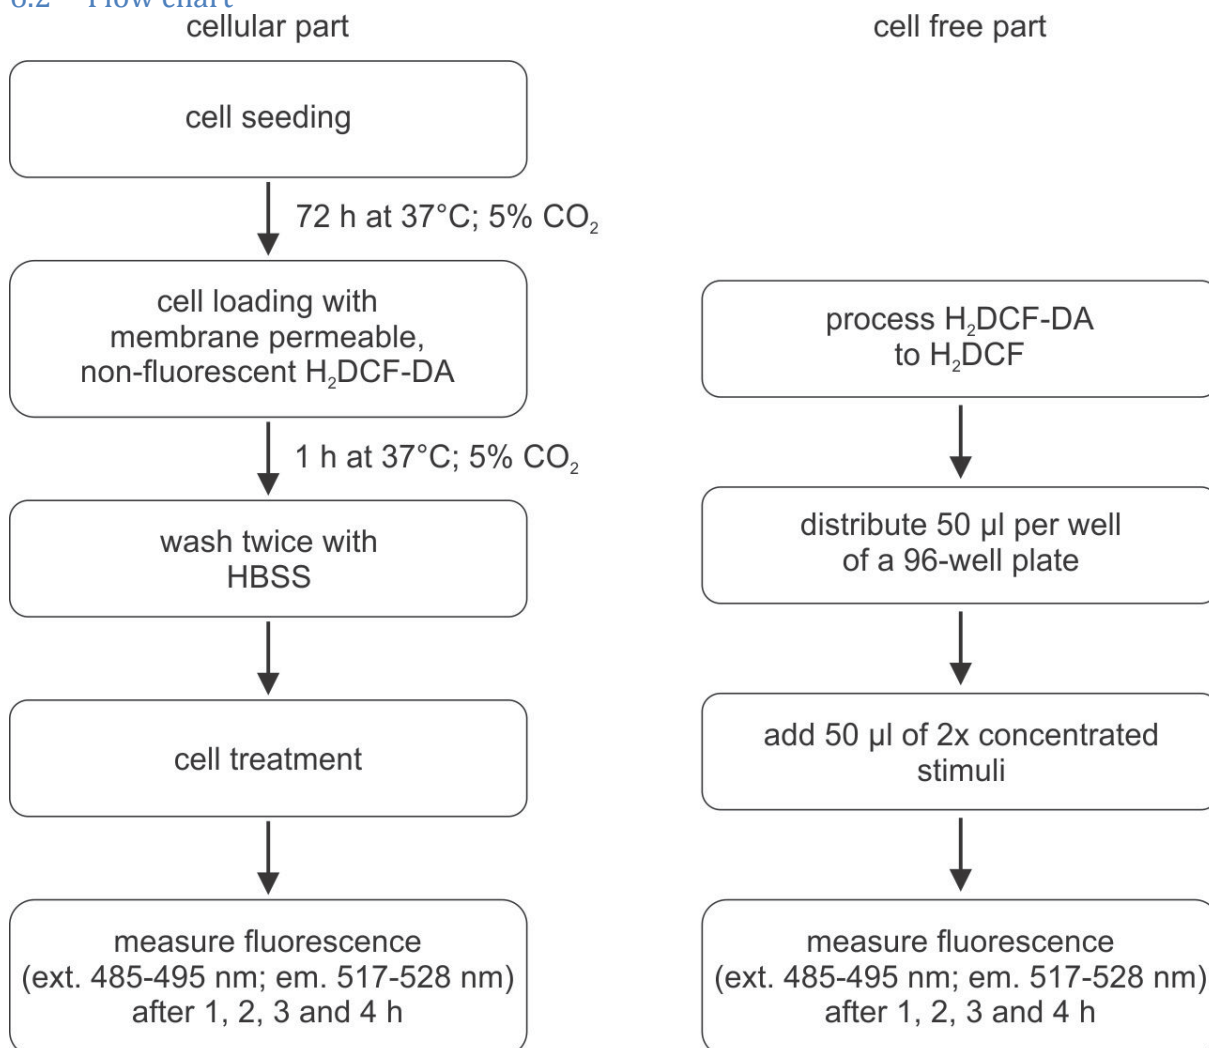 6.2 Flow chart
cellular part
cell seeding
72 h at 37°C; 5% CO₂
cell loading with
membrane permeable,
non-fluorescent H₂DCF-DA
1 h at 37°C; 5% CO₂
wash twice with
HBSS
cell treatment
measure fluorescence
(ext. 485-495 nm; em. 517-528 nm)
after 1, 2, 3 and 4 h
cell free part
process H₂DCF-DA
to H₂DCF
distribute 50 µl per well
of a 96-well plate
add 50 µl of 2x concentrated
stimuli
measure fluorescence
(ext. 485-495 nm; em. 517-528 nm)
after 1, 2, 3 and 4 h